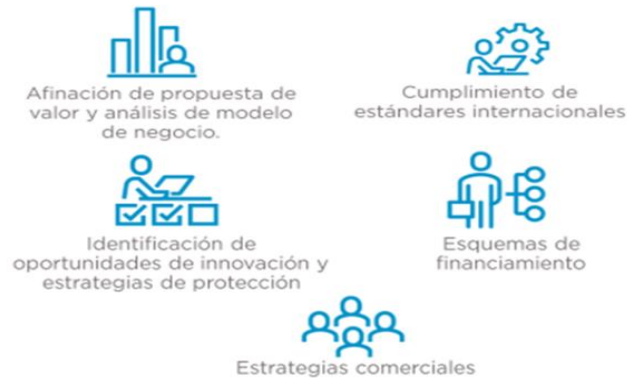 Afinación de propuesta de
valor y análisis de modelo
de negocio.
Cumplimiento de
estándares internacionales
Identificación de
oportunidades de innovación y
estrategias de protección
Esquemas de
financiamiento
Estrategias comerciales